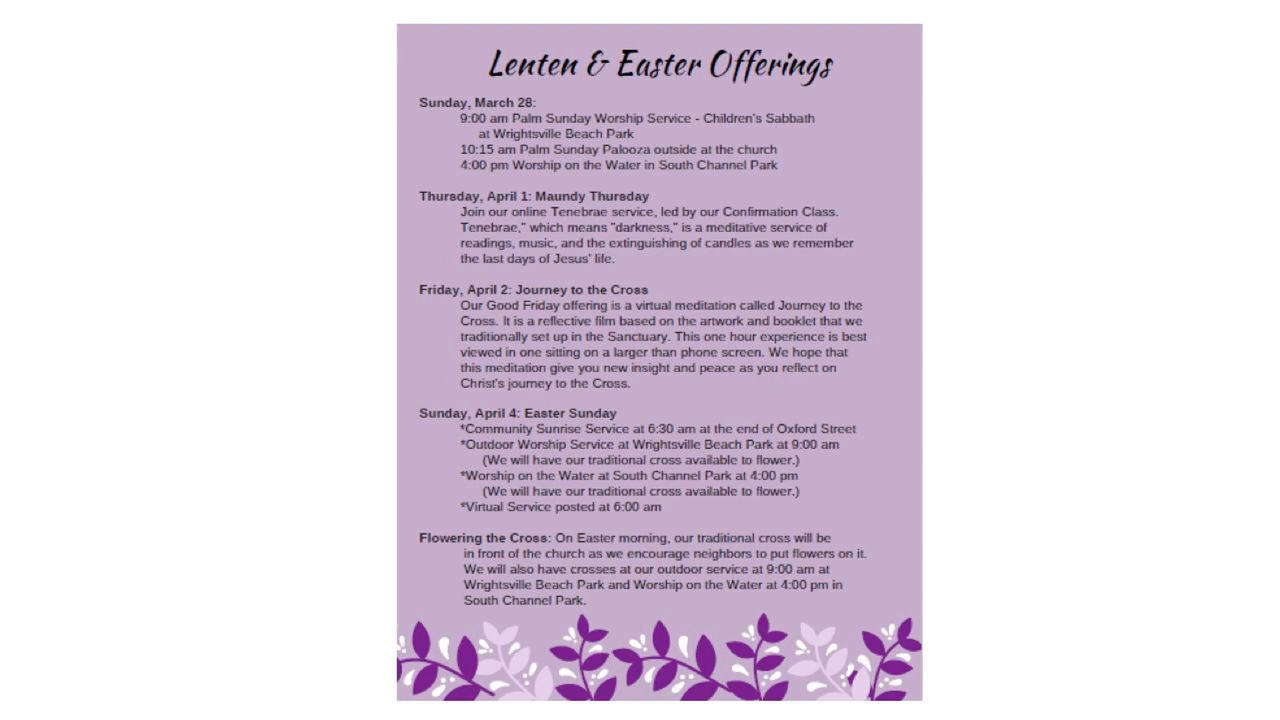 Lenten & Easter Offerings
Sunday, March 28:
9:00 am Palm Sunday Worship Service - Children's Sabbath
at Wrightsville Beach Park
10:15 am Palm Sunday Palooza outside at the church
4:00 pm Worship on the Water in South Channel Park
Thursday, April 1: Maundy Thursday
Join our online Tenebrae service, led by our Confirmation Class.
Tenebrae," which means "darkness," is a meditative service of
readings, music, and the extinguishing of candles as we remember
the last days of Jesus' life.
Friday, April 2: Journey to the Cross
Our Good Friday offering is a virtual meditation called Journey to the
Cross. It is a reflective film based on the artwork and booklet that we
traditionally set up in the Sanctuary. This one hour experience is best
viewed in one sitting on a larger than phone screen. We hope that
this meditation give you new insight and peace as you reflect on
Christ's journey to the Cross.
Sunday, April 4: Easter Sunday
*Community Sunrise Service at 6:30 am at the end of Oxford Street
*Outdoor Worship Service at Wrightsville Beach Park at 9:00 am
(We will have our traditional cross available to flower.)
*Worship on the Water at South Channel Park at 4:00 pm
(We will have our traditional cross available to flower.)
*Virtual Service posted at 6:00 am
Flowering the Cross: On Easter morning, our traditional cross will be
in front of the church as we encourage neighbors to put flowers on it.
We will also have crosses at our outdoor service at 9:00 am at
Wrightsville Beach Park and Worship on the Water at 4:00 pm in
South Channel Park.